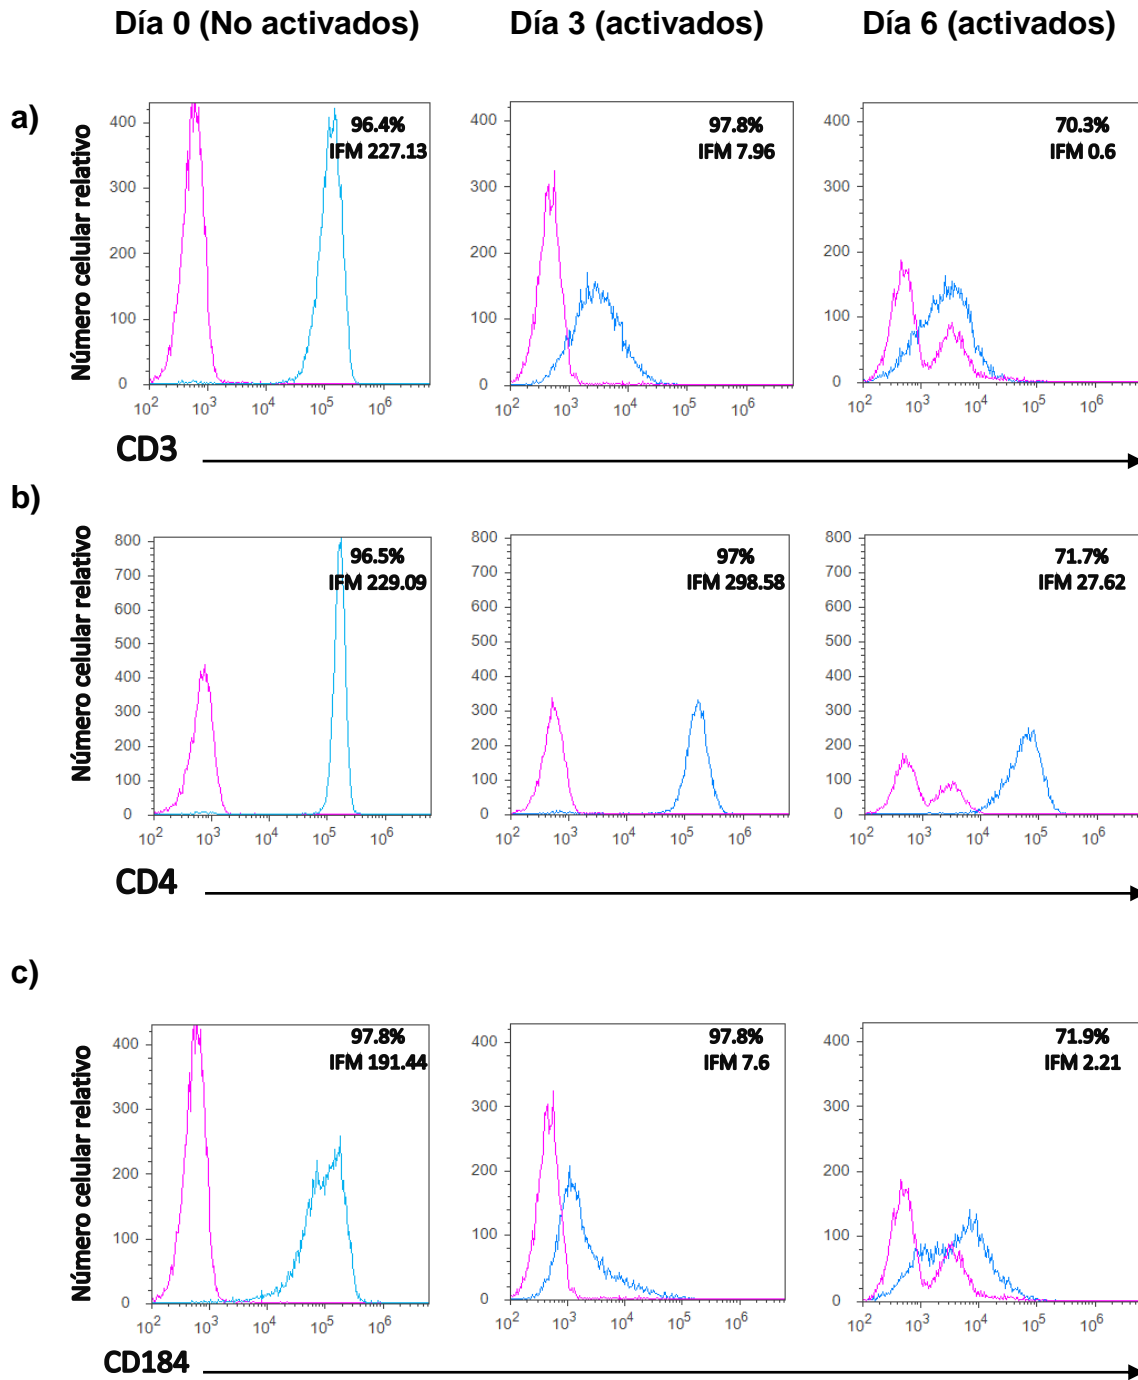 Día 0 (No activados) Día 3 (activados) Día 6 (activados)
a)
Número celular relativo
400
300
200
100
0
96.4%
IFM 227.13
10² 10³ 10⁴ 10⁵ 10⁶
400
300
200
100
0
97.8%
IFM 7.96
10² 10³ 10⁴ 10⁵ 10⁶
400
300
200
100
0
70.3%
IFM 0.6
10² 10³ 10⁴ 10⁵ 10⁶
CD3
b)
Número celular relativo
800
700
600
500
400
300
200
100
0
96.5%
IFM 229.09
10² 10³ 10⁴ 10⁵ 10⁶
800
700
600
500
400
300
200
100
0
97%
IFM 298.58
10² 10³ 10⁴ 10⁵ 10⁶
800
700
600
500
400
300
200
100
0
71.7%
IFM 27.62
10² 10³ 10⁴ 10⁵ 10⁶
CD4
c)
Número celular relativo
400
300
200
100
0
97.8%
IFM 191.44
10² 10³ 10⁴ 10⁵ 10⁶
400
300
200
100
0
97.8%
IFM 7.6
10² 10³ 10⁴ 10⁵ 10⁶
400
300
200
100
0
71.9%
IFM 2.21
10² 10³ 10⁴ 10⁵ 10⁶
CD184